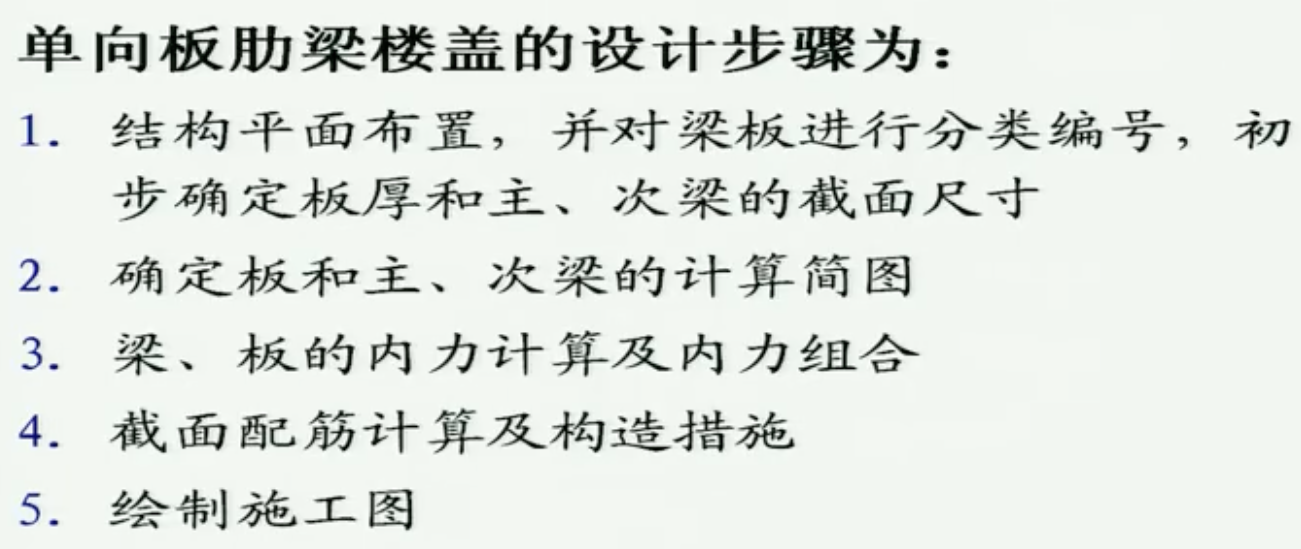 单向板肋梁楼盖的设计步骤为：
1. 结构平面布置，并对梁板进行分类编号，初
步确定板厚和主、次梁的截面尺寸
2. 确定板和主、次梁的计算简图
3. 梁、板的内力计算及内力组合
4. 截面配筋计算及构造措施
5. 绘制施工图